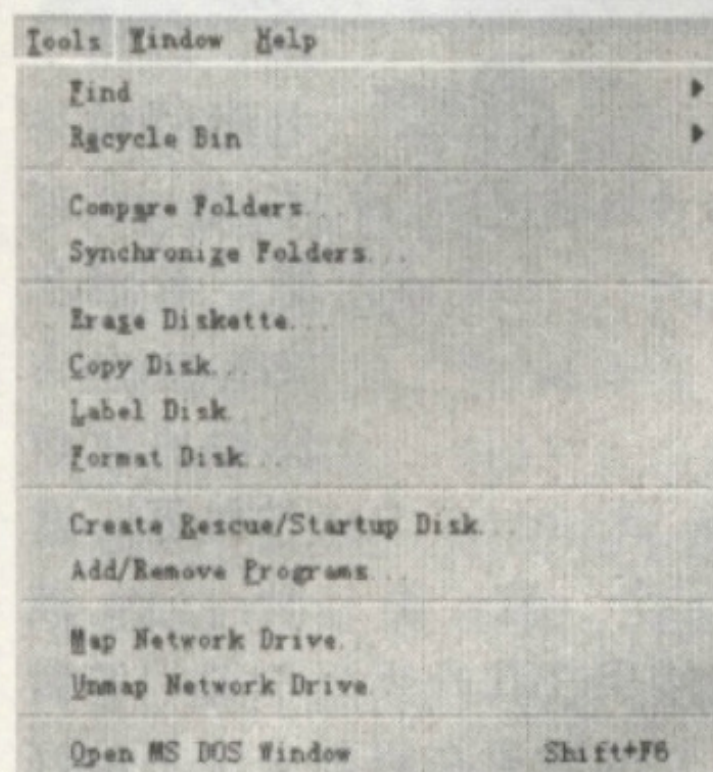 Tools Window Help
Find
Recycle Bin
Compare Folders...
Synchronize Folders...
Erase Diskette...
Copy Disk...
Label Disk...
Format Disk...
Create Rescue/Startup Disk...
Add/Remove Programs...
Map Network Drive...
Unmap Network Drive...
Open MS DOS Window Shift+F6